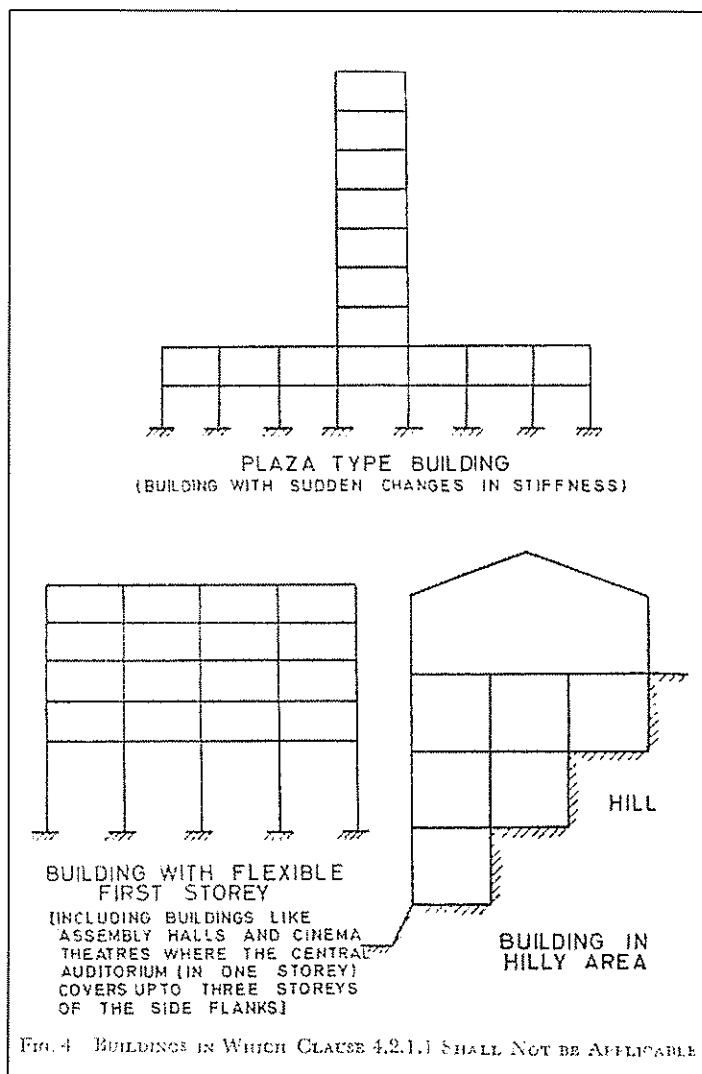 PLAZA TYPE BUILDING
(BUILDING WITH SUDDEN CHANGES IN STIFFNESS)
BUILDING WITH FLEXIBLE
FIRST STOREY
[INCLUDING BUILDINGS LIKE
ASSEMBLY HALLS AND CINEMA
THEATRES WHERE THE CENTRAL
AUDITORIUM (IN ONE STOREY)
COVERS UPTO THREE STOREYS
OF THE SIDE FLANKS]
HILL
BUILDING IN
HILLY AREA
FIG. 4 BUILDINGS IN WHICH CLAUSE 4.2.1.1 SHALL NOT BE APPLICABLE